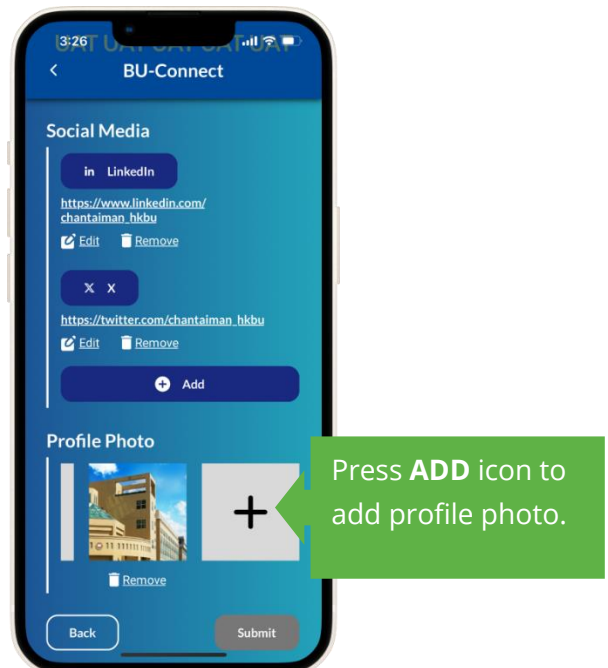 3:26
UAT UAT UAT UAT UAT
BU-Connect
Social Media
in LinkedIn
https://www.linkedin.com/
chantaiman_hkbu
Edit Remove
X X
https://twitter.com/chantaiman_hkbu
Edit Remove
Add
Profile Photo
Press ADD icon to
add profile photo.
Remove
Back Submit